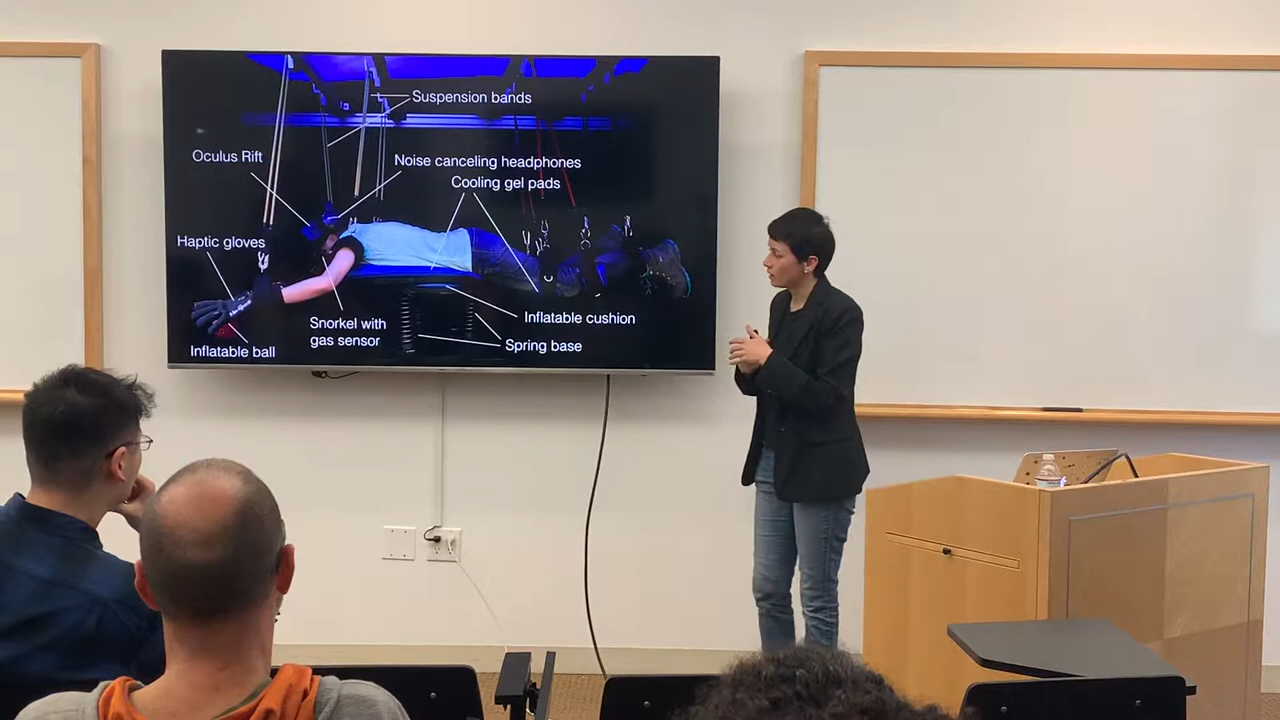 Suspension bands
Oculus Rift
Noise canceling headphones
Cooling gel pads
Haptic gloves
Snorkel with
gas sensor
Inflatable cushion
Spring base
Inflatable ball